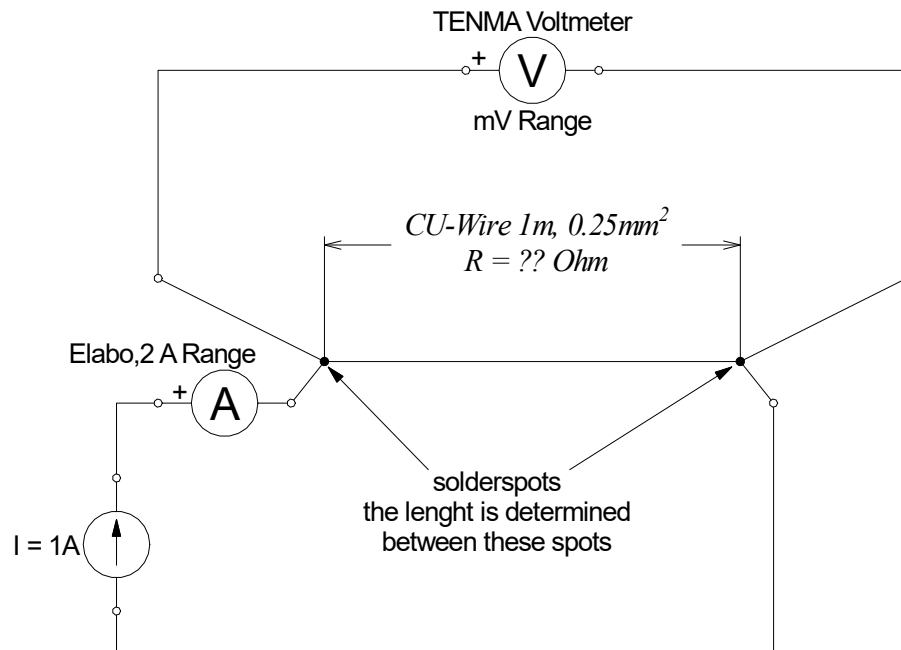 TENMA Voltmeter
+
V
mV Range
CU-Wire 1m, 0.25mm²
R = ?? Ohm
Elabo,2 A Range
+
A
solderspots
the lenght is determined
between these spots
I = 1A